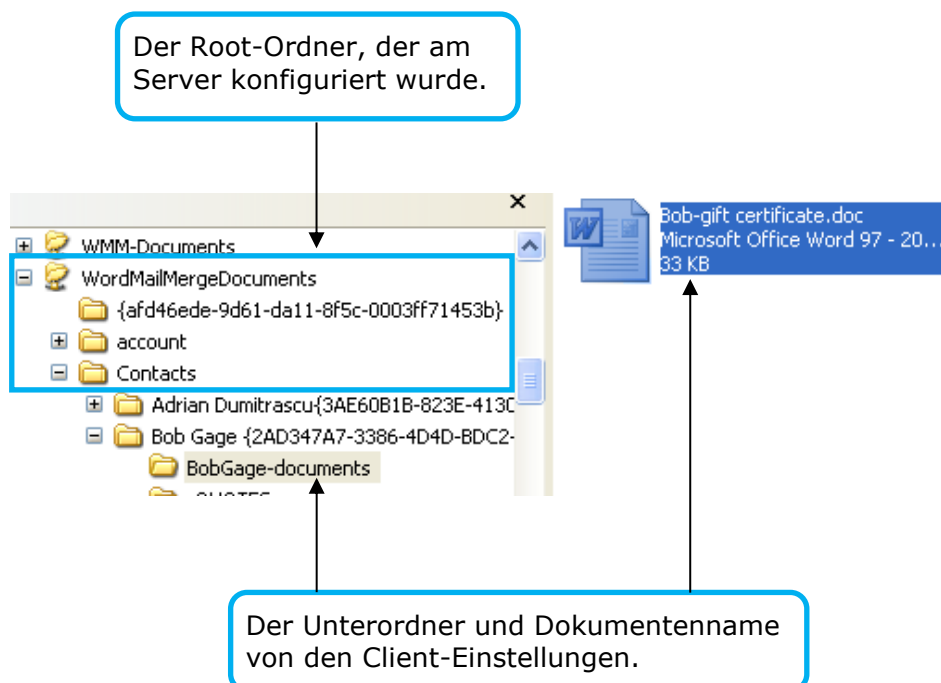 Der Root-Ordner, der am
Server konfiguriert wurde.
WMM-Documents
WordMailMergeDocuments
{afd46ede-9d61-da11-8f5c-0003ff71453b}
account
Contacts
Adrian Dumitrascu{3AE60B1B-823E-413C
Bob Gage {2AD347A7-3386-4D4D-BDC2-
BobGage-documents
Bob-gift certificate.doc
Microsoft Office Word 97 - 20...
33 KB
Der Unterordner und Dokumentenname
von den Client-Einstellungen.